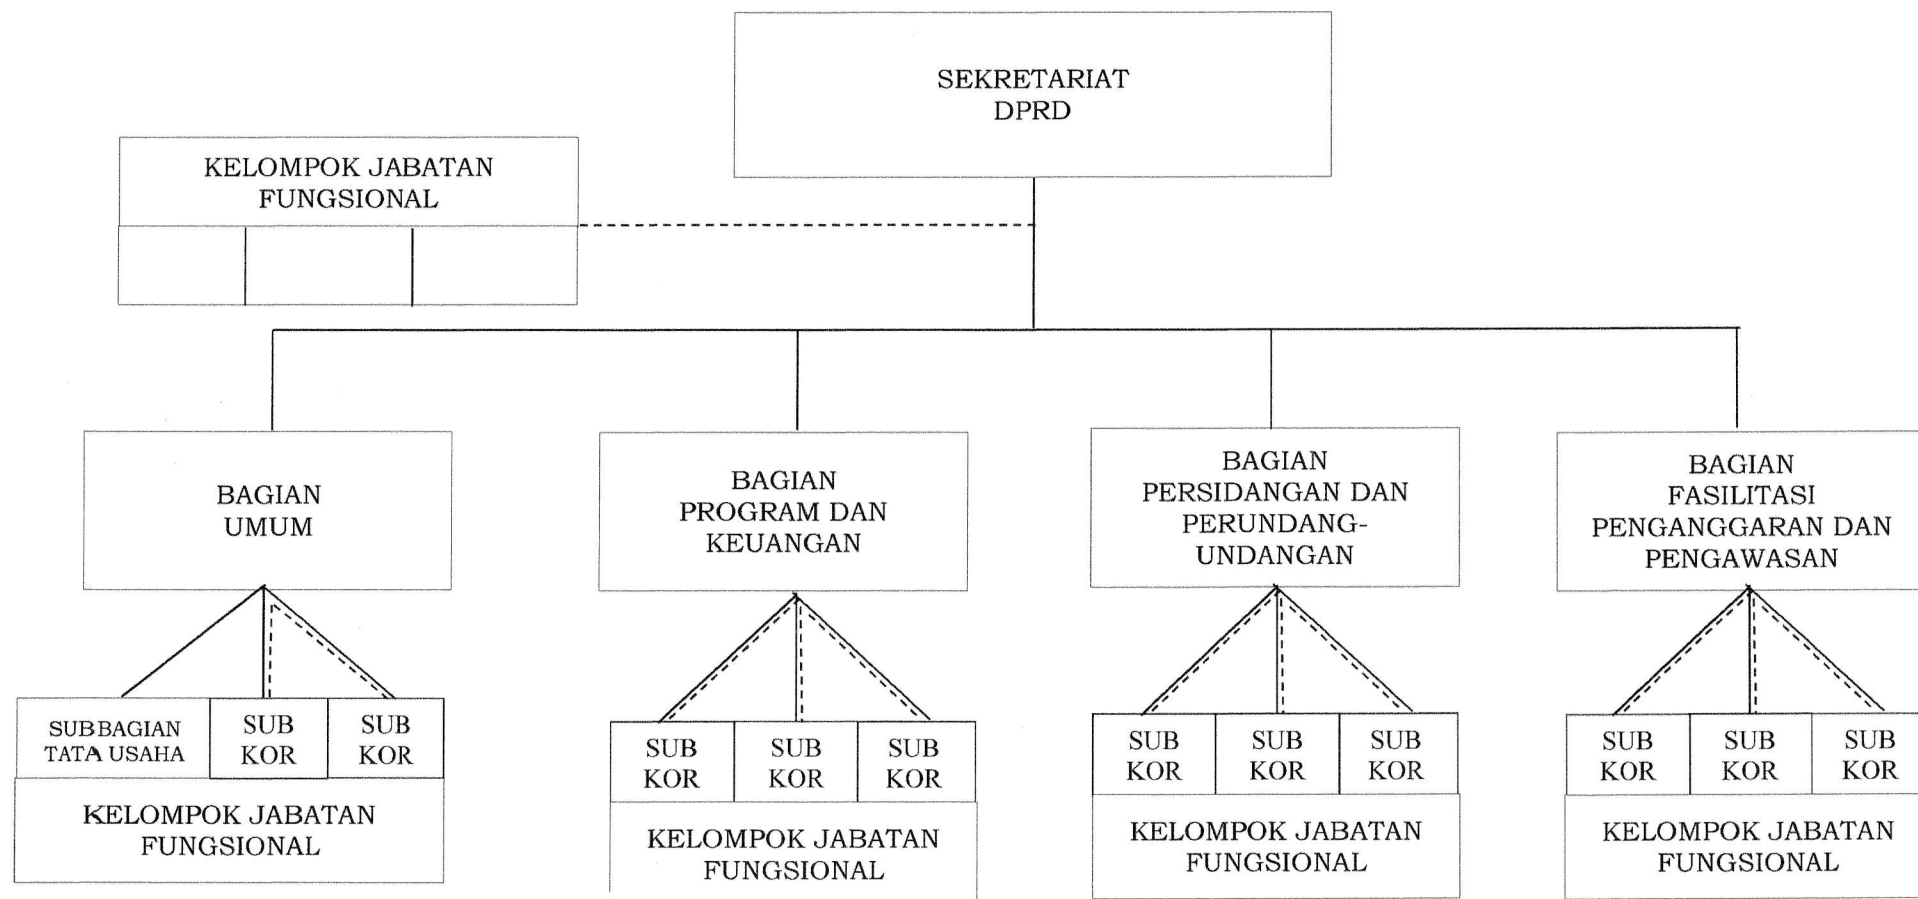 SEKRETARIAT
DPRD
KELOMPOK JABATAN
FUNGSIONAL
BAGIAN
UMUM
BAGIAN
PROGRAM DAN
KEUANGAN
BAGIAN
PERSIDANGAN DAN
PERUNDANG-
UNDANGAN
BAGIAN
FASILITASI
PENGANGGARAN DAN
PENGAWASAN
SUB BAGIAN
TATA USAHA
SUB
KOR
SUB
KOR
KELOMPOK JABATAN
FUNGSIONAL
SUB
KOR
SUB
KOR
SUB
KOR
KELOMPOK JABATAN
FUNGSIONAL
SUB
KOR
SUB
KOR
SUB
KOR
KELOMPOK JABATAN
FUNGSIONAL
SUB
KOR
SUB
KOR
SUB
KOR
KELOMPOK JABATAN
FUNGSIONAL